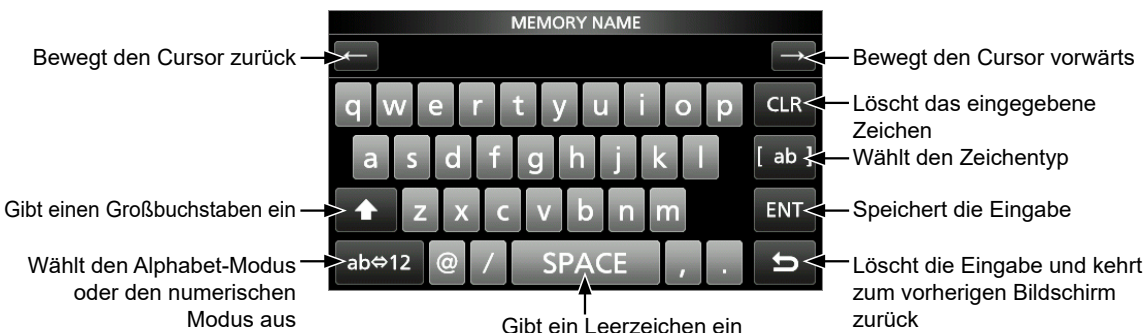 MEMORY NAME
Bewegt den Cursor zurück
←
→
Bewegt den Cursor vorwärts
q w e r t y u i o p
CLR
Löscht das eingegebene
Zeichen
a s d f g h j k l
[ ab ]
Wählt den Zeichentyp
Gibt einen Großbuchstaben ein
z x c v b n m
ENT
Speichert die Eingabe
Wählt den Alphabet-Modus
oder den numerischen
Modus aus
ab⇔12 @ / SPACE , .
Löscht die Eingabe und kehrt
zum vorherigen Bildschirm
zurück
Gibt ein Leerzeichen ein